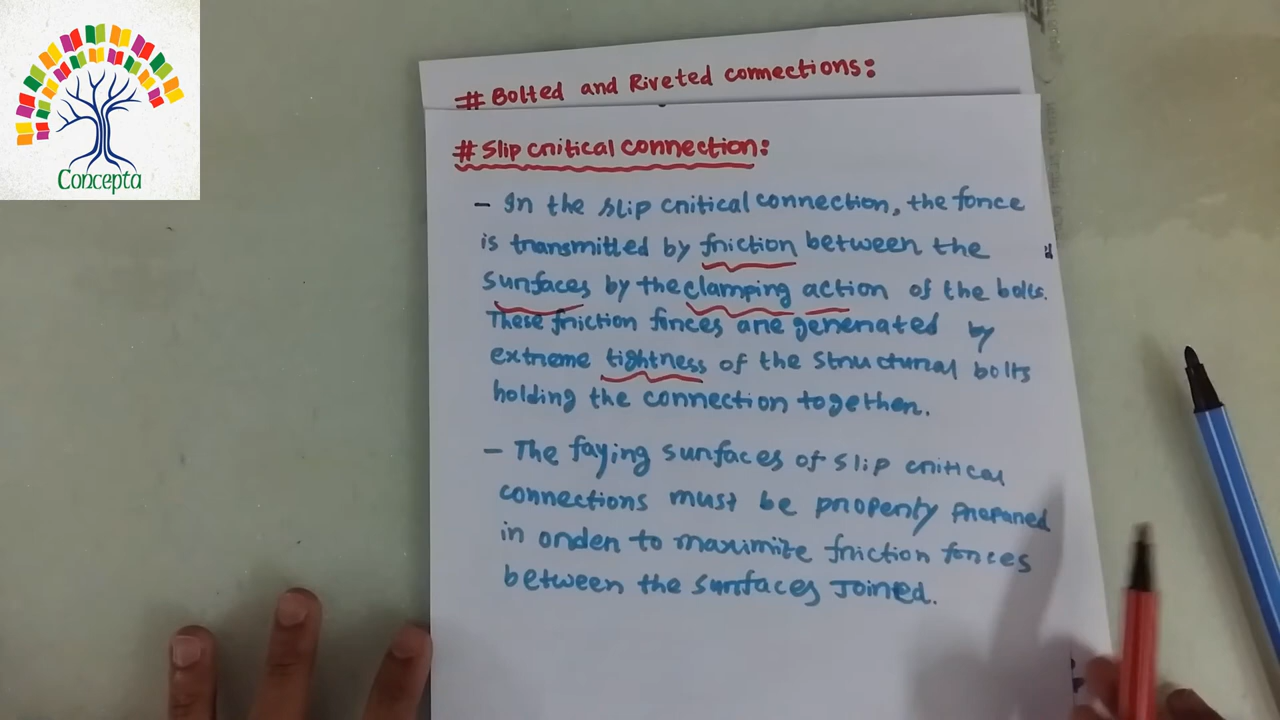 Concepta
# Bolted and Riveted connections:
# Slip critical connection:
- In the slip critical connection, the force
is transmitted by friction between the
surfaces by the clamping action of the bolts.
These friction forces are generated by
extreme tightness of the structural bolts
holding the connection together.
- The faying surfaces of slip critical
connections must be properly prepared
in order to maximize friction forces
between the surfaces joined.